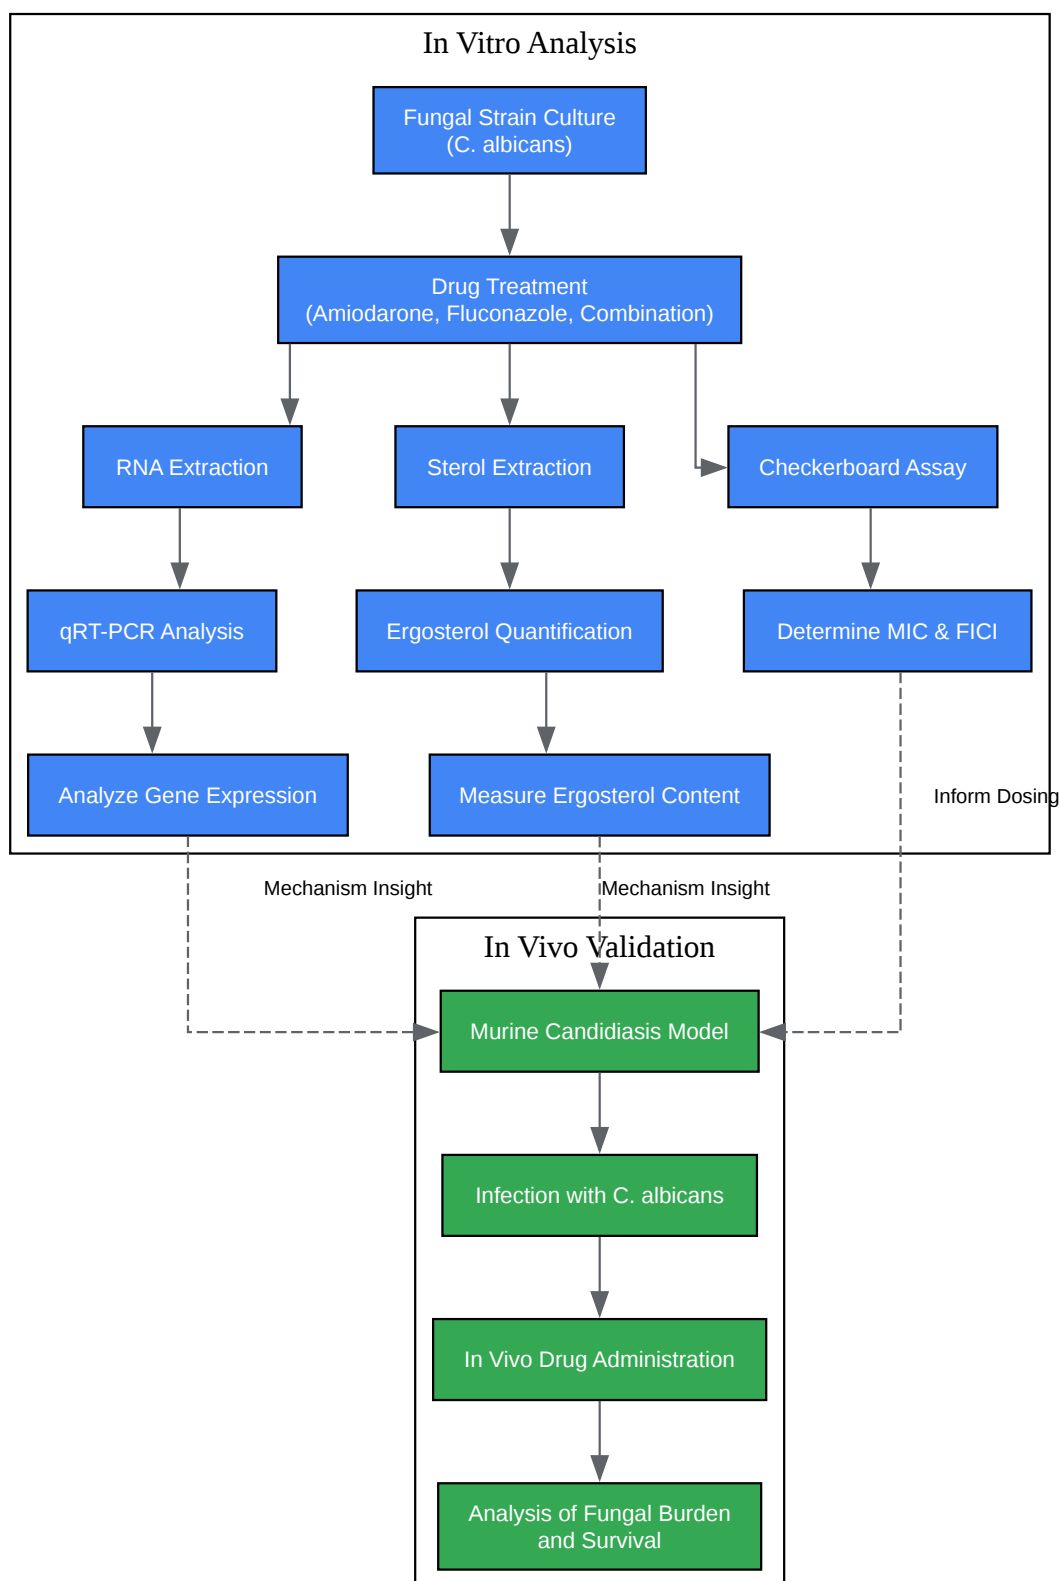 In Vitro Analysis
Fungal Strain Culture
(C. albicans)
Drug Treatment
(Amiodarone, Fluconazole, Combination)
RNA Extraction
Sterol Extraction
Checkerboard Assay
qRT-PCR Analysis
Ergosterol Quantification
Determine MIC & FICI
Analyze Gene Expression
Measure Ergosterol Content
Inform Dosing
Mechanism Insight
Mechanism Insight
In Vivo Validation
Murine Candidiasis Model
Infection with C. albicans
In Vivo Drug Administration
Analysis of Fungal Burden
and Survival